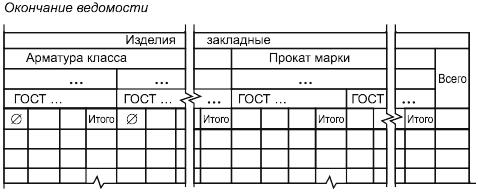 Окончание ведомости
Изделия закладные
Арматура класса Прокат марки
... ... ... Всего
ГОСТ ... ГОСТ ... ... ГОСТ ... ГОСТ ...
∅ Итого ∅ Итого Итого Итого